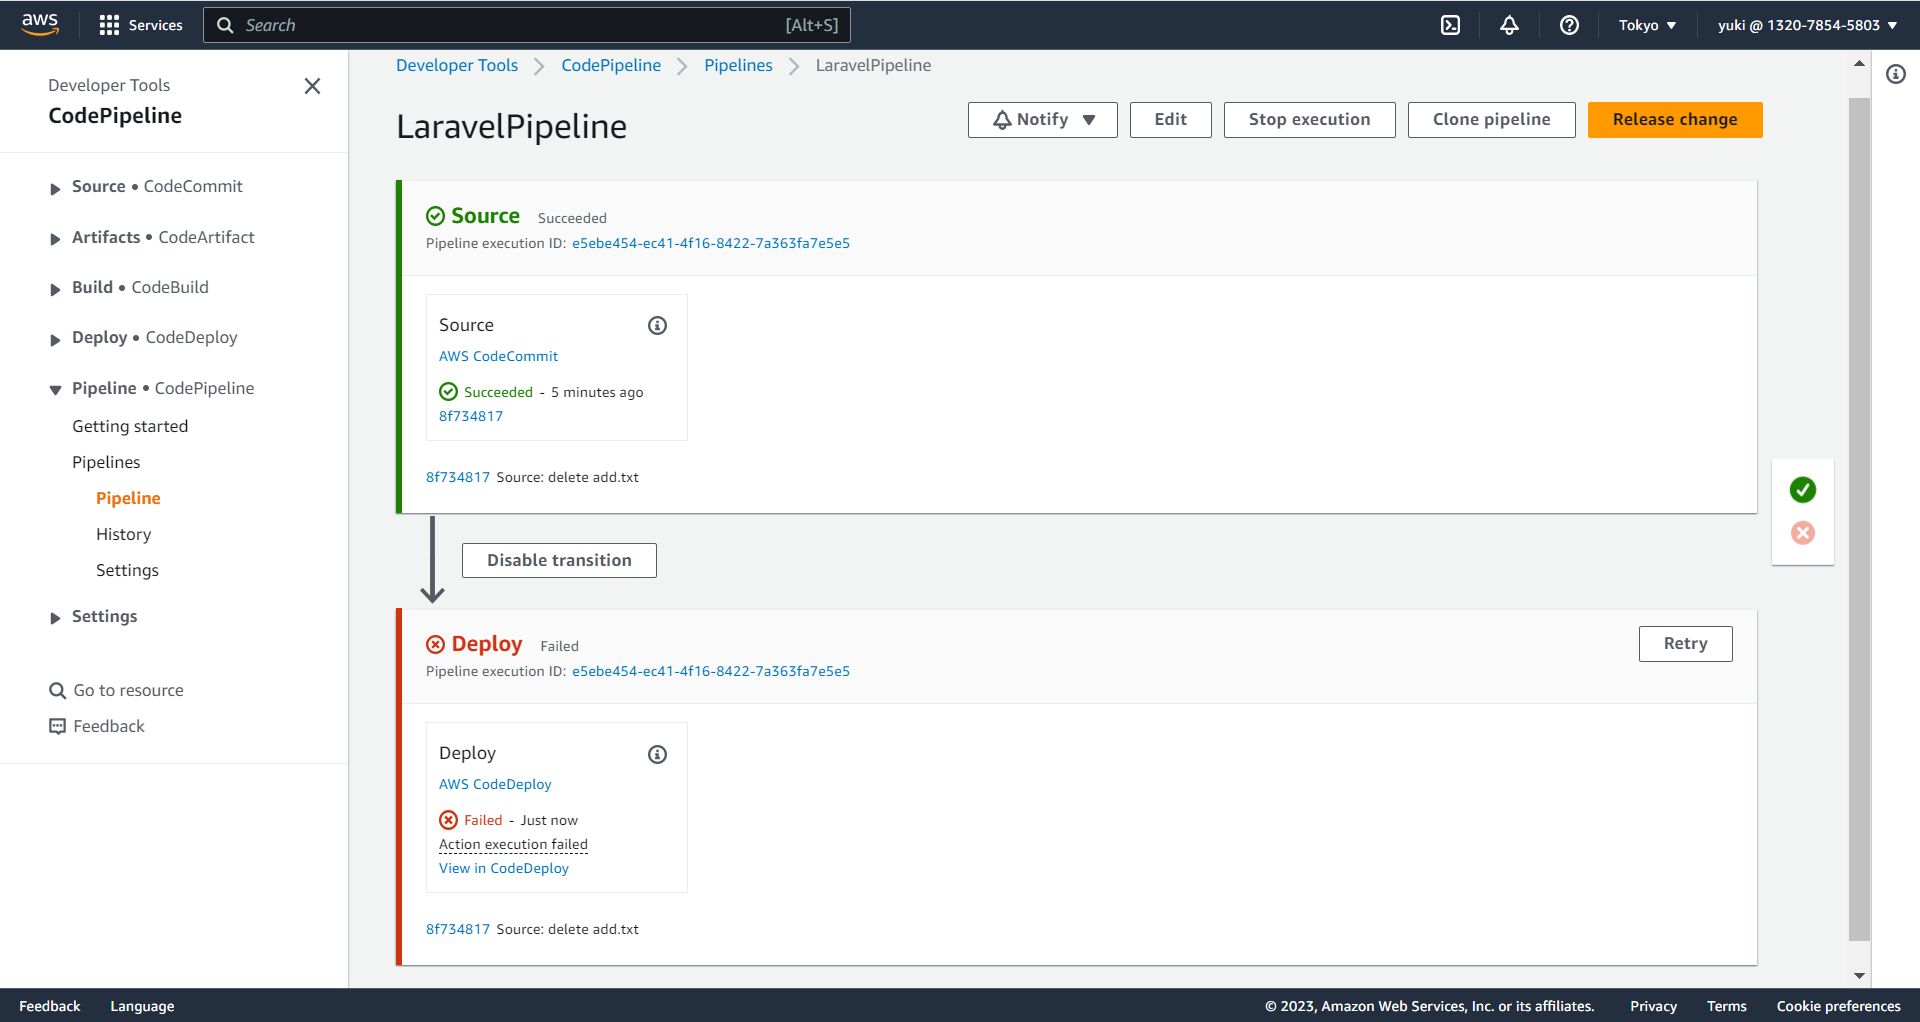 aws
Services
Search
[Alt+S]
Tokyo ▼
yuki @ 1320-7854-5803 ▼
Developer Tools
CodePipeline
Source • CodeCommit
Artifacts • CodeArtifact
Build • CodeBuild
Deploy • CodeDeploy
Pipeline • CodePipeline
Getting started
Pipelines
Pipeline
History
Settings
Settings
Go to resource
Feedback
Developer Tools
CodePipeline
Pipelines
LaravelPipeline
LaravelPipeline
Notify ▼
Edit
Stop execution
Clone pipeline
Release change
Source Succeeded
Pipeline execution ID: e5ebe454-ec41-4f16-8422-7a363fa7e5e5
Source
AWS CodeCommit
Succeeded - 5 minutes ago
8f734817
8f734817 Source: delete add.txt
Disable transition
Deploy Failed
Retry
Pipeline execution ID: e5ebe454-ec41-4f16-8422-7a363fa7e5e5
Deploy
AWS CodeDeploy
Failed - Just now
Action execution failed
View in CodeDeploy
8f734817 Source: delete add.txt
Feedback
Language
© 2023, Amazon Web Services, Inc. or its affiliates.
Privacy
Terms
Cookie preferences